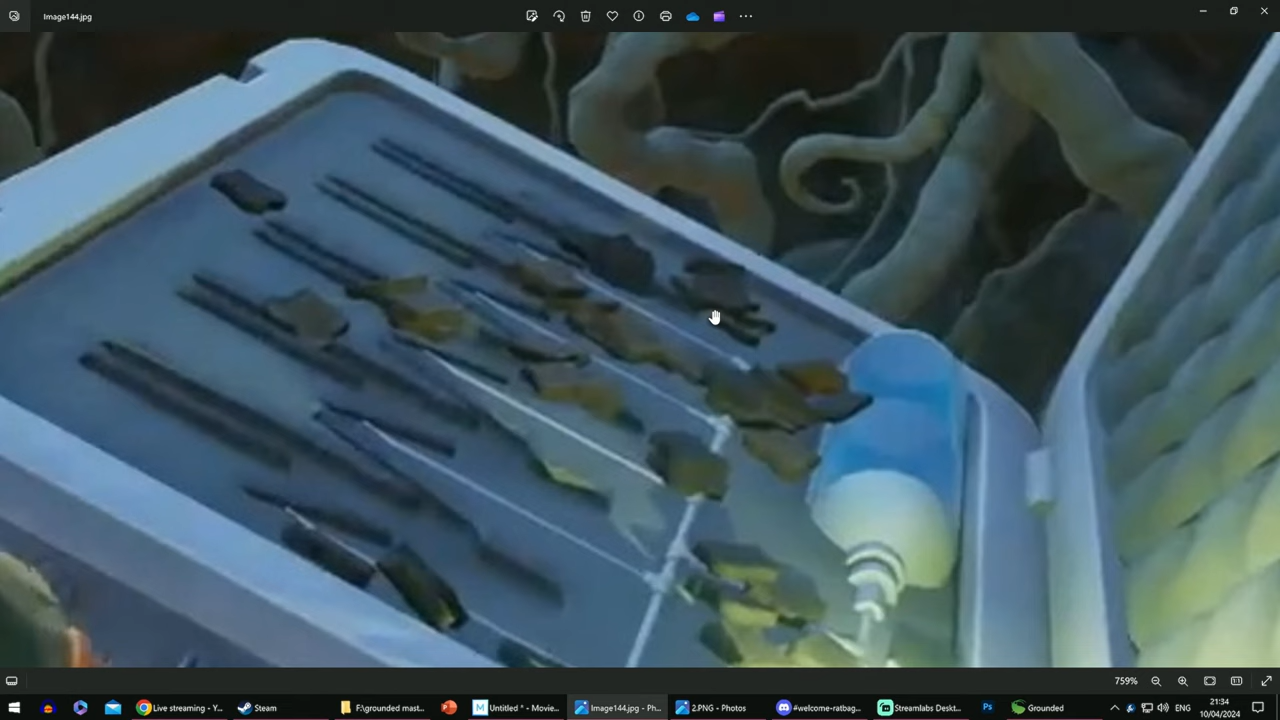 Image144.jpg
759%
Live streaming - Y...
Steam
F:\grounded mast...
Untitled * - Movie...
Image144.jpg - Ph...
2.PNG - Photos
#welcome-ratbag...
Streamlabs Deskt...
Ps
Grounded
ENG
21:34
10/04/2024